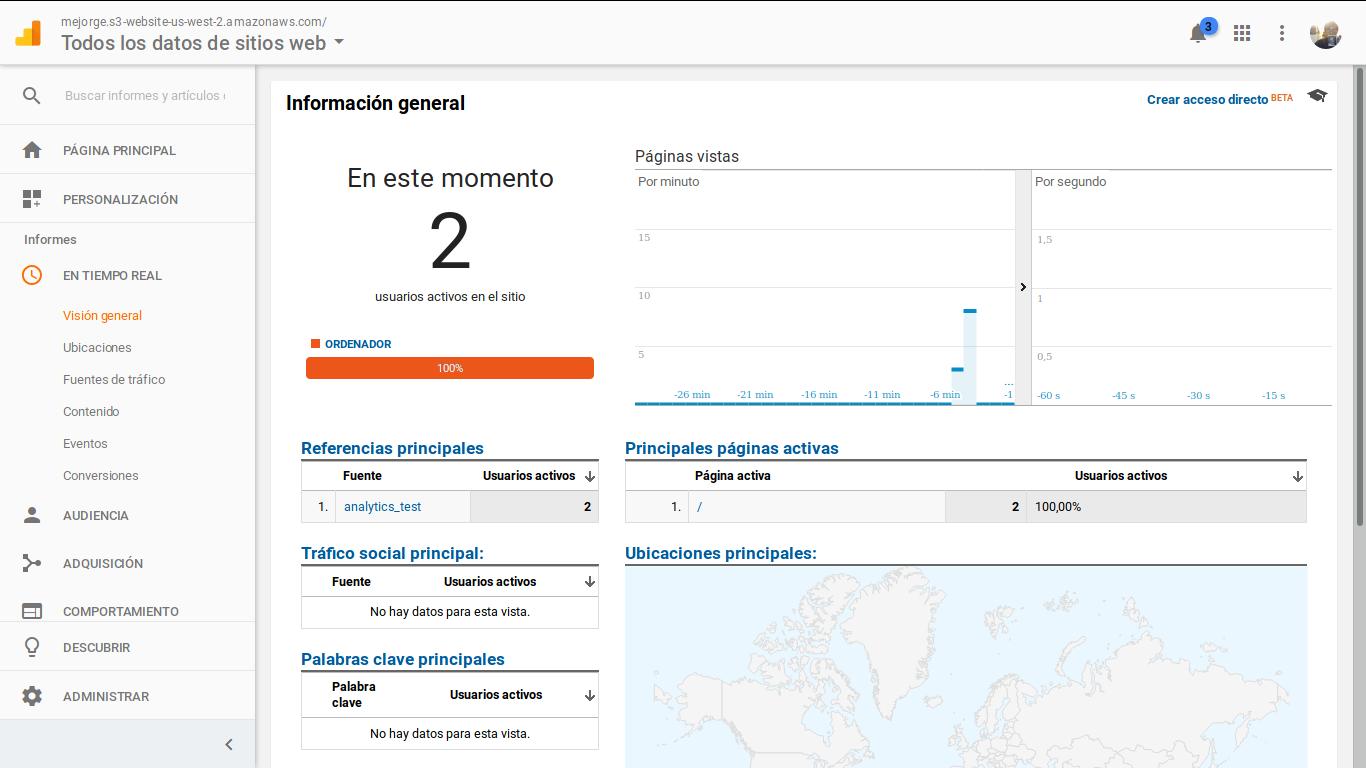 mejorge.s3-website-us-west-2.amazonaws.com/
Todos los datos de sitios web
3
Buscar informes y artículos
PÁGINA PRINCIPAL
PERSONALIZACIÓN
Informes
EN TIEMPO REAL
Visión general
Ubicaciones
Fuentes de tráfico
Contenido
Eventos
Conversiones
AUDIENCIA
ADQUISICIÓN
COMPORTAMIENTO
DESCUBRIR
ADMINISTRAR
Información general
Crear acceso directo BETA
En este momento
2
usuarios activos en el sitio
ORDENADOR
100%
Páginas vistas
Por minuto
15
10
5
-26 min -21 min -16 min -11 min -6 min ... -1
Por segundo
1,5
1
0,5
-60 s -45 s -30 s -15 s
Referencias principales
Fuente Usuarios activos
1. analytics_test 2
Principales páginas activas
Página activa Usuarios activos
1. / 2 100,00%
Tráfico social principal:
Fuente Usuarios activos
No hay datos para esta vista.
Palabras clave principales
Palabra
clave Usuarios activos
No hay datos para esta vista.
Ubicaciones principales: